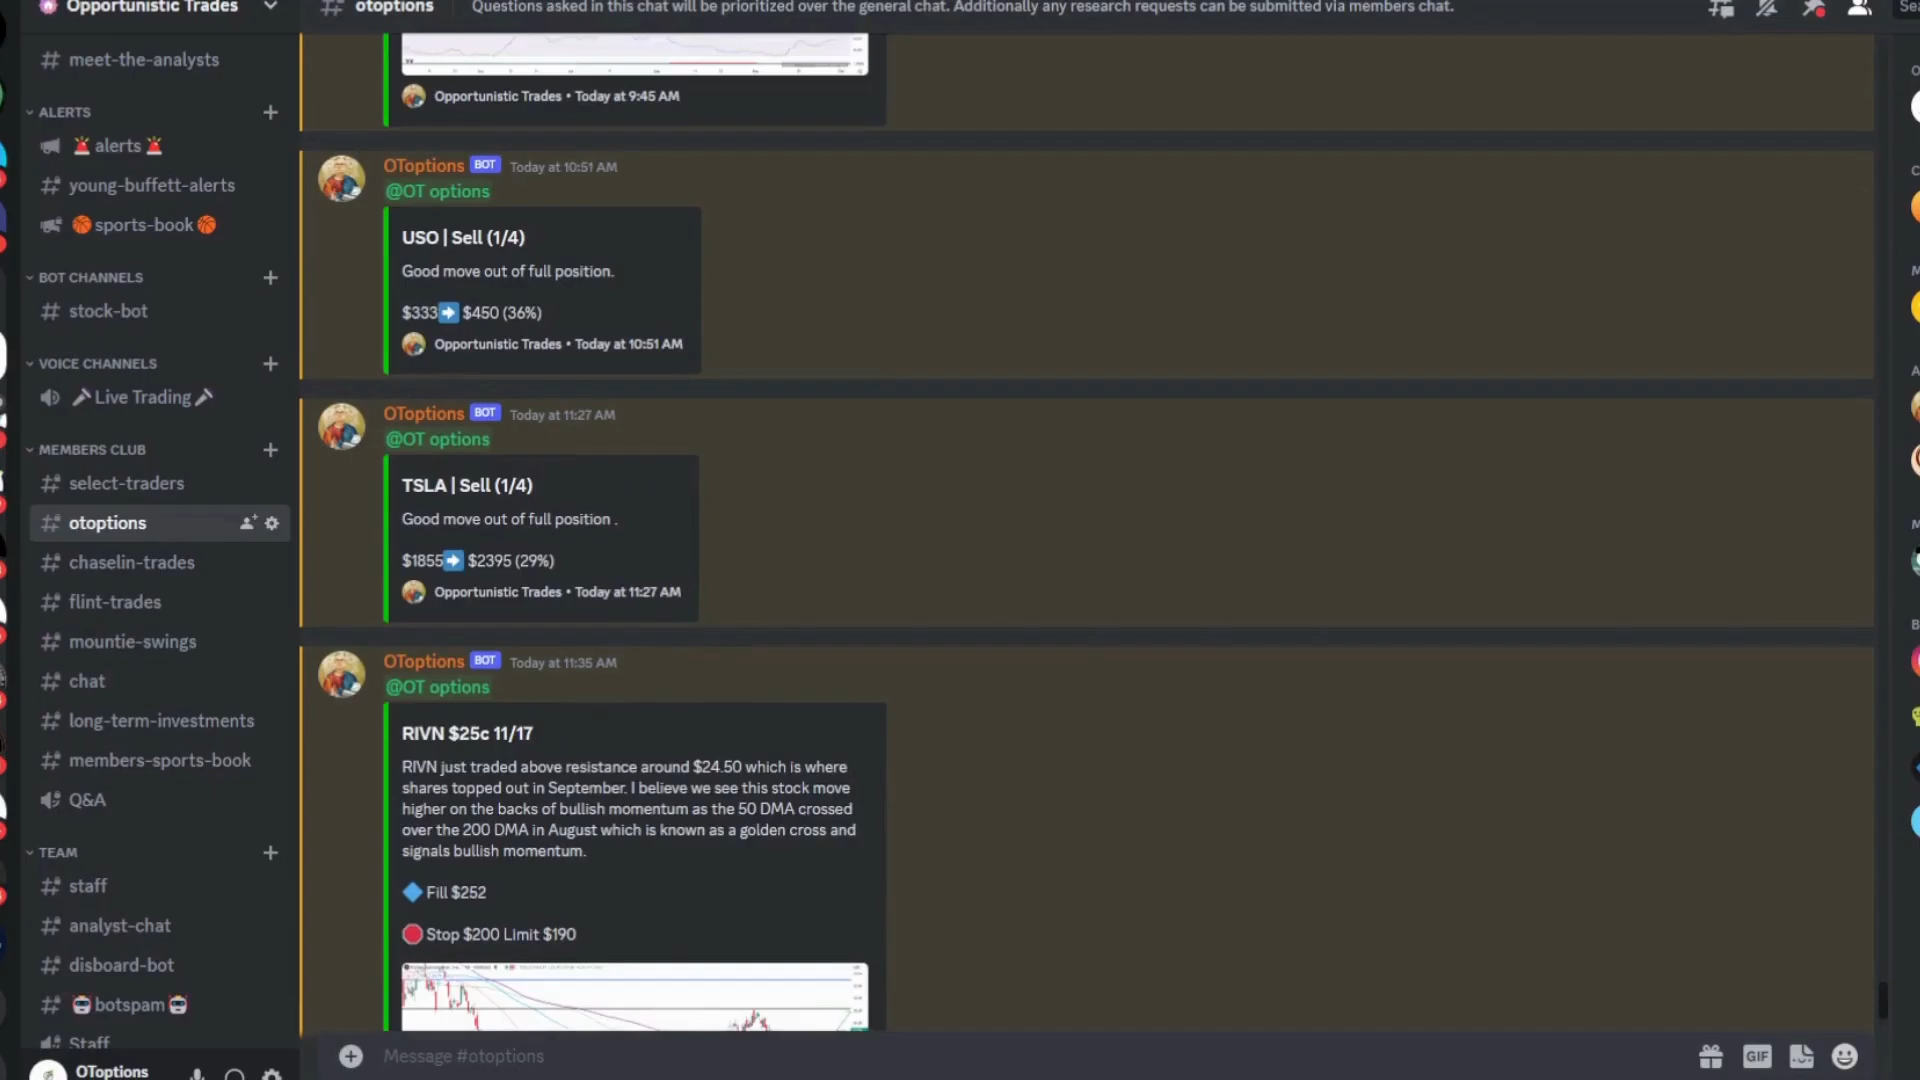 Opportunistic Trades
meet-the-analysts
ALERTS
alerts
young-buffett-alerts
sports-book
BOT CHANNELS
stock-bot
VOICE CHANNELS
Live Trading
MEMBERS CLUB
select-traders
otoptions
chaselin-trades
flint-trades
mountie-swings
chat
long-term-investments
members-sports-book
Q&A
TEAM
staff
analyst-chat
disboard-bot
botspam
Staff
OToptions
otoptions
Questions asked in this chat will be prioritized over the general chat. Additionally any research requests can be submitted via members chat.
Opportunistic Trades • Today at 9:45 AM
OToptions BOT Today at 10:51 AM
@OT options
USO | Sell (1/4)
Good move out of full position.
$333➡ $450 (36%)
Opportunistic Trades • Today at 10:51 AM
OToptions BOT Today at 11:27 AM
@OT options
TSLA | Sell (1/4)
Good move out of full position .
$1855➡ $2395 (29%)
Opportunistic Trades • Today at 11:27 AM
OToptions BOT Today at 11:35 AM
@OT options
RIVN $25c 11/17
RIVN just traded above resistance around $24.50 which is where
shares topped out in September. I believe we see this stock move
higher on the backs of bullish momentum as the 50 DMA crossed
over the 200 DMA in August which is known as a golden cross and
signals bullish momentum.
Fill $252
Stop $200 Limit $190
Message #otoptions
GIF